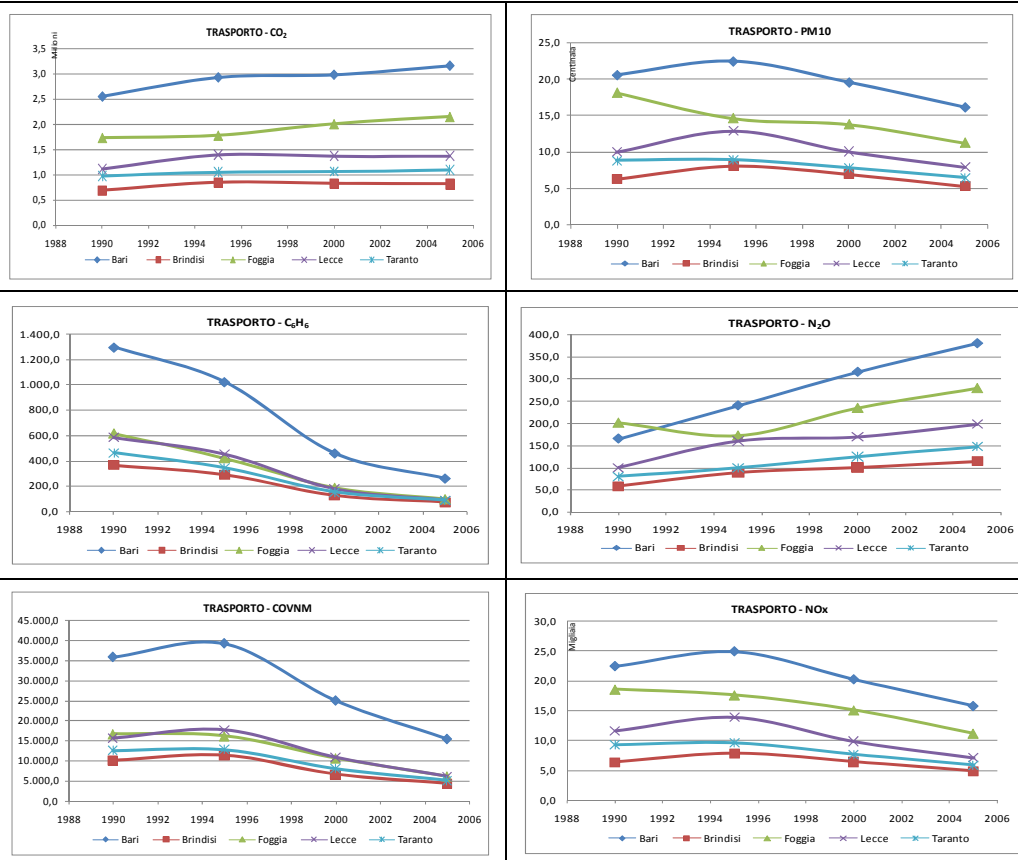 TRASPORTO - CO₂
Milioni
3,5
3,0
2,5
2,0
1,5
1,0
0,5
0,0
1988 1990 1992 1994 1996 1998 2000 2002 2004 2006
Bari Brindisi Foggia Lecce Taranto
TRASPORTO - PM10
Centinaia
25,0
20,0
15,0
10,0
5,0
0,0
1988 1990 1992 1994 1996 1998 2000 2002 2004 2006
Bari Brindisi Foggia Lecce Taranto
TRASPORTO - C₆H₆
1.400,0
1.200,0
1.000,0
800,0
600,0
400,0
200,0
0,0
1988 1990 1992 1994 1996 1998 2000 2002 2004 2006
Bari Brindisi Foggia Lecce Taranto
TRASPORTO - N₂O
400,0
350,0
300,0
250,0
200,0
150,0
100,0
50,0
0,0
1988 1990 1992 1994 1996 1998 2000 2002 2004 2006
Bari Brindisi Foggia Lecce Taranto
TRASPORTO - COVNM
45.000,0
40.000,0
35.000,0
30.000,0
25.000,0
20.000,0
15.000,0
10.000,0
5.000,0
0,0
1988 1990 1992 1994 1996 1998 2000 2002 2004 2006
Bari Brindisi Foggia Lecce Taranto
TRASPORTO - NOx
Migliaia
30,0
25,0
20,0
15,0
10,0
5,0
0,0
1988 1990 1992 1994 1996 1998 2000 2002 2004 2006
Bari Brindisi Foggia Lecce Taranto